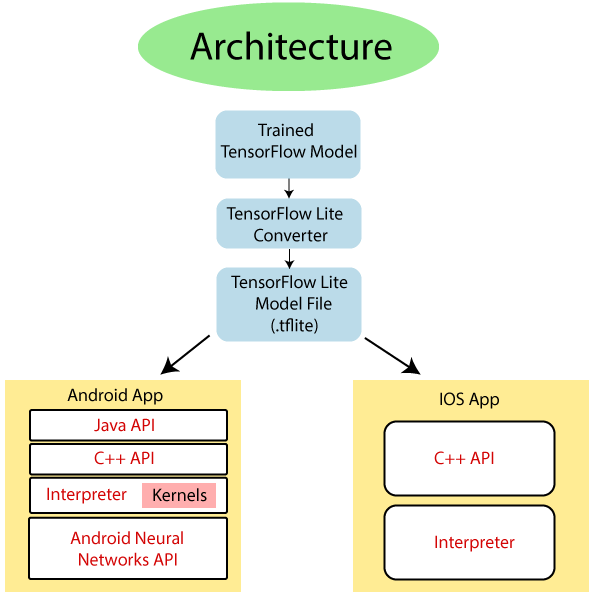 Architecture
Trained
TensorFlow Model
TensorFlow Lite
Converter
TensorFlow Lite
Model File
(.tflite)
Android App
Java API
C++ API
Interpreter Kernels
Android Neural
Networks API
IOS App
C++ API
Interpreter